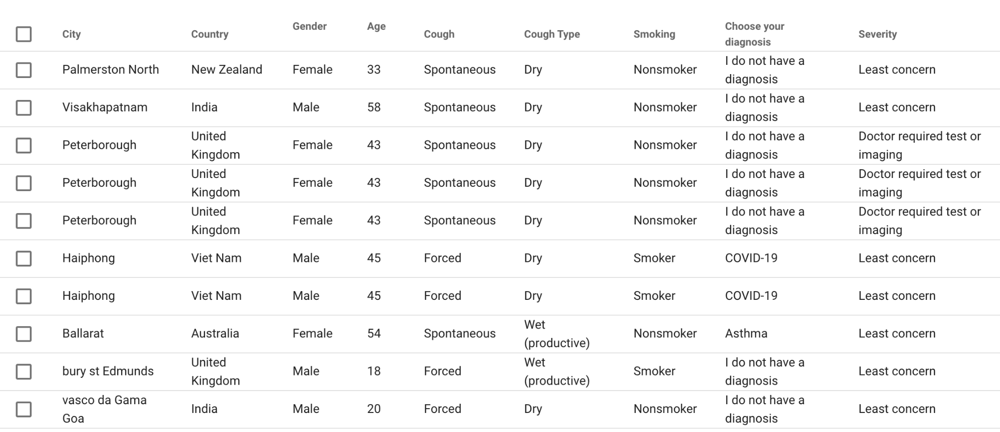 City Country Gender Age Cough Cough Type Smoking Choose your diagnosis Severity
Palmerston North New Zealand Female 33 Spontaneous Dry Nonsmoker I do not have a diagnosis Least concern
Visakhapatnam India Male 58 Spontaneous Dry Nonsmoker I do not have a diagnosis Least concern
Peterborough United Kingdom Female 43 Spontaneous Dry Nonsmoker I do not have a diagnosis Doctor required test or imaging
Peterborough United Kingdom Female 43 Spontaneous Dry Nonsmoker I do not have a diagnosis Doctor required test or imaging
Peterborough United Kingdom Female 43 Spontaneous Dry Nonsmoker I do not have a diagnosis Doctor required test or imaging
Haiphong Viet Nam Male 45 Forced Dry Smoker COVID-19 Least concern
Haiphong Viet Nam Male 45 Forced Dry Smoker COVID-19 Least concern
Ballarat Australia Female 54 Spontaneous Wet (productive) Nonsmoker Asthma Least concern
bury st Edmunds United Kingdom Male 18 Forced Wet (productive) Smoker I do not have a diagnosis Least concern
vasco da Gama Goa India Male 20 Forced Dry Nonsmoker I do not have a diagnosis Least concern